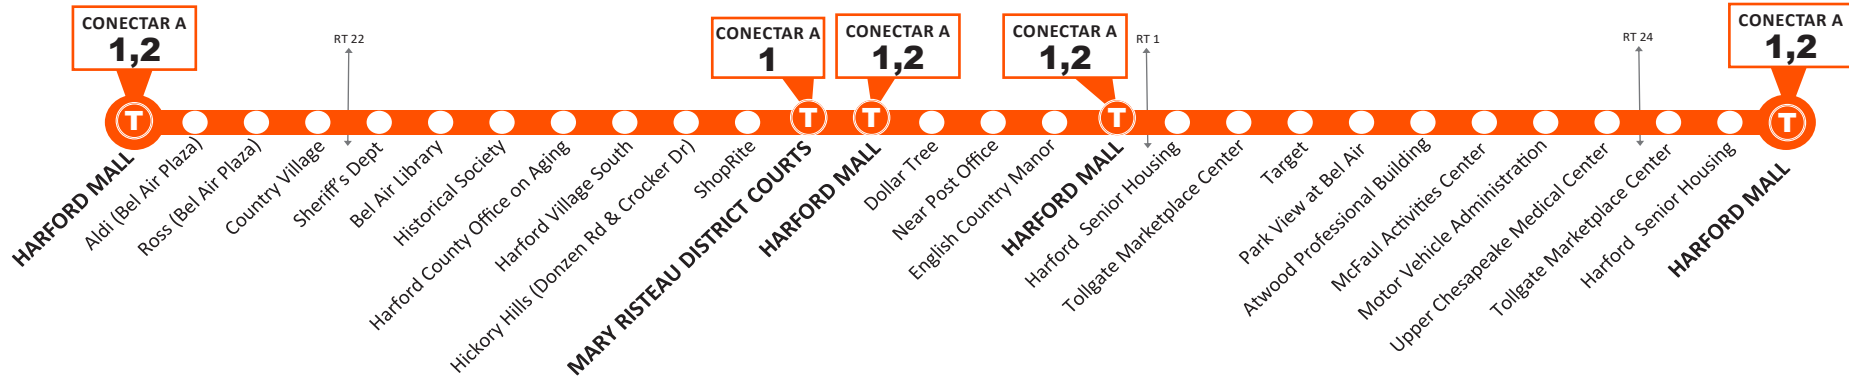 CONECTAR A
1,2
RT 22
CONECTAR A
1
CONECTAR A
1,2
CONECTAR A
1,2
RT 1
RT 24
CONECTAR A
1,2
T
T
T
T
T
HARFORD MALL
Aldi (Bel Air Plaza)
Ross (Bel Air Plaza)
Country Village
Sheriff's Dept
Bel Air Library
Historical Society
Harford County Office on Aging
Harford Village South
Hickory Hills (Donzen Rd & Crocker Dr)
ShopRite
MARY RISTEAU DISTRICT COURTS
HARFORD MALL
Dollar Tree
Near Post Office
English Country Manor
HARFORD MALL
Harford Senior Housing
Tollgate Marketplace Center
Target
Park View at Bel Air
Atwood Professional Building
McFaul Activities Center
Motor Vehicle Administration
Upper Chesapeake Medical Center
Tollgate Marketplace Center
Harford Senior Housing
HARFORD MALL